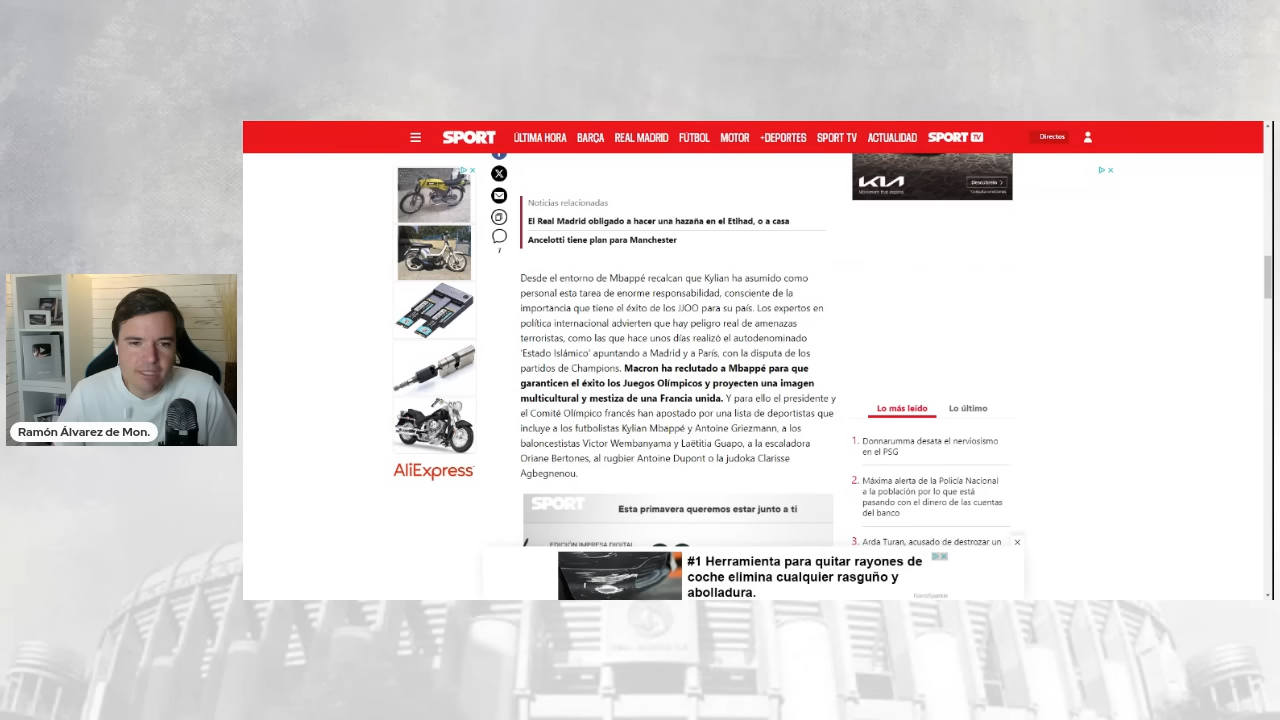 SPORT
ÚLTIMA HORA
BARÇA
REAL MADRID
FÚTBOL
MOTOR
+DEPORTES
SPORT TV
ACTUALIDAD
SPORT TV
Directos
Noticias relacionadas
El Real Madrid obligado a hacer una hazaña en el Etihad, o a casa
Ancelotti tiene plan para Manchester
7
Desde el entorno de Mbappé recalcan que Kylian ha asumido como
personal esta tarea de enorme responsabilidad, consciente de la
importancia que tiene el éxito de los JJOO para su país. Los expertos en
política internacional advierten que hay peligro real de amenazas
terroristas, como las que hace unos días realizó el autodenominado
'Estado Islámico' apuntando a Madrid y a París, con la disputa de los
partidos de Champions. Macron ha reclutado a Mbappé para que
garanticen el éxito los Juegos Olímpicos y proyecten una imagen
multicultural y mestiza de una Francia unida. Y para ello el presidente y
el Comité Olímpico francés han apostado por una lista de deportistas que
incluye a los futbolistas Kylian Mbappé y Antoine Griezmann, a los
baloncestistas Victor Wembanyama y Laëtitia Guapo, a la escaladora
Oriane Bertones, al rugbier Antoine Dupont o la judoka Clarisse
Agbegnenou.
SPORT
Esta primavera queremos estar junto a ti
EDICIÓN IMPRESA DIGITAL
KIA
Descúbrelo
Lo más leído
Lo último
1. Donnarumma desata el nerviosismo
en el PSG
2. Máxima alerta de la Policía Nacional
a la población por lo que está
pasando con el dinero de las cuentas
del banco
3. Arda Turan, acusado de destrozar un
AliExpress
#1 Herramienta para quitar rayones de
coche elimina cualquier rasguño y
abolladura.
Ramón Álvarez de Mon.